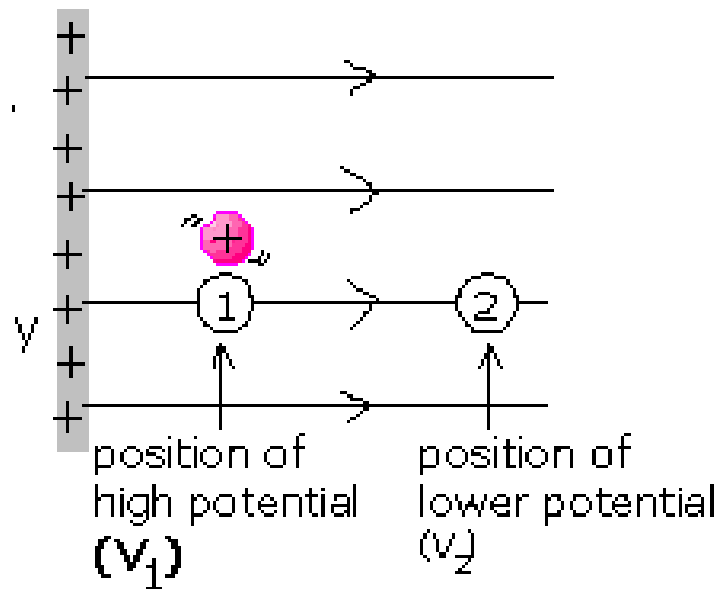 +
+
+
+
+
+
+
+
+
y
1
2
position of
high potential
(V₁)
position of
lower potential
(V₂)